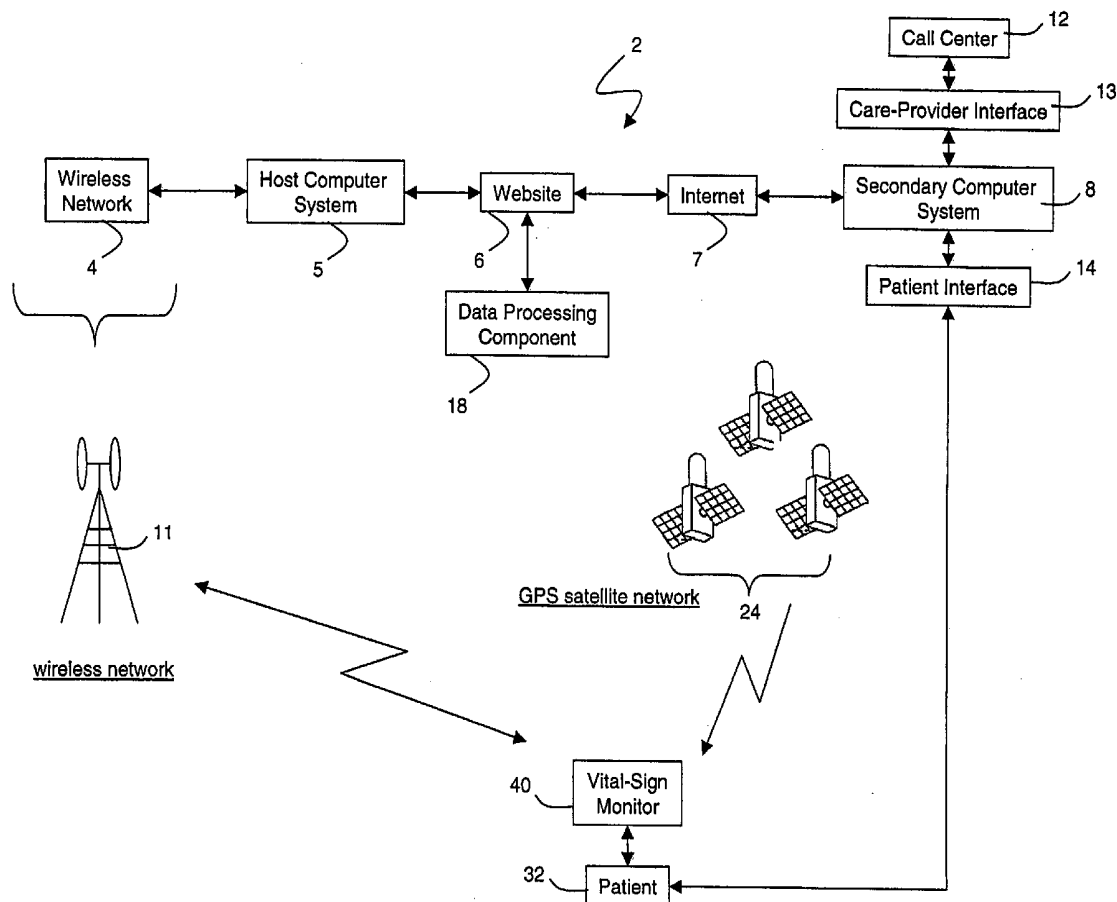 12
Call Center
2
13
Care-Provider Interface
Wireless
Network
Host Computer
System
Website
Internet
Secondary Computer
System
8
4
5
6
7
14
Patient Interface
Data Processing
Component
18
11
GPS satellite network
24
wireless network
40
Vital-Sign
Monitor
32
Patient